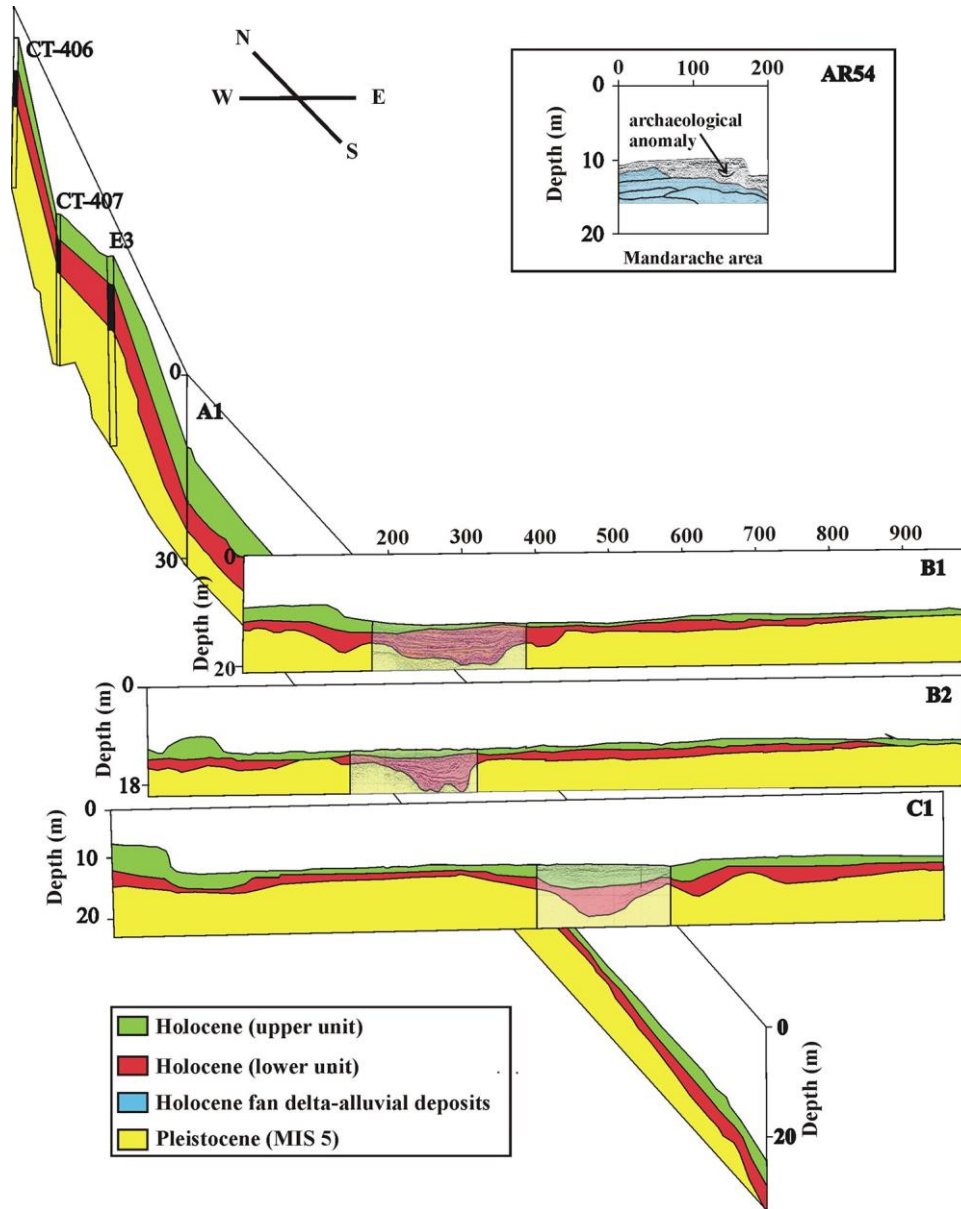 CT-406
N
W E
S
0 100 200
AR54
0
archaeological
anomaly
Depth (m)
10
20
Mandarache area
CT-407
E3
0
A1
30
200 300 400 500 600 700 800 900
0
B1
Depth (m)
20
0
B2
Depth (m)
18
0
C1
Depth (m)
10
20
0
Depth (m)
20
Holocene (upper unit)
Holocene (lower unit)
Holocene fan delta-alluvial deposits
Pleistocene (MIS 5)